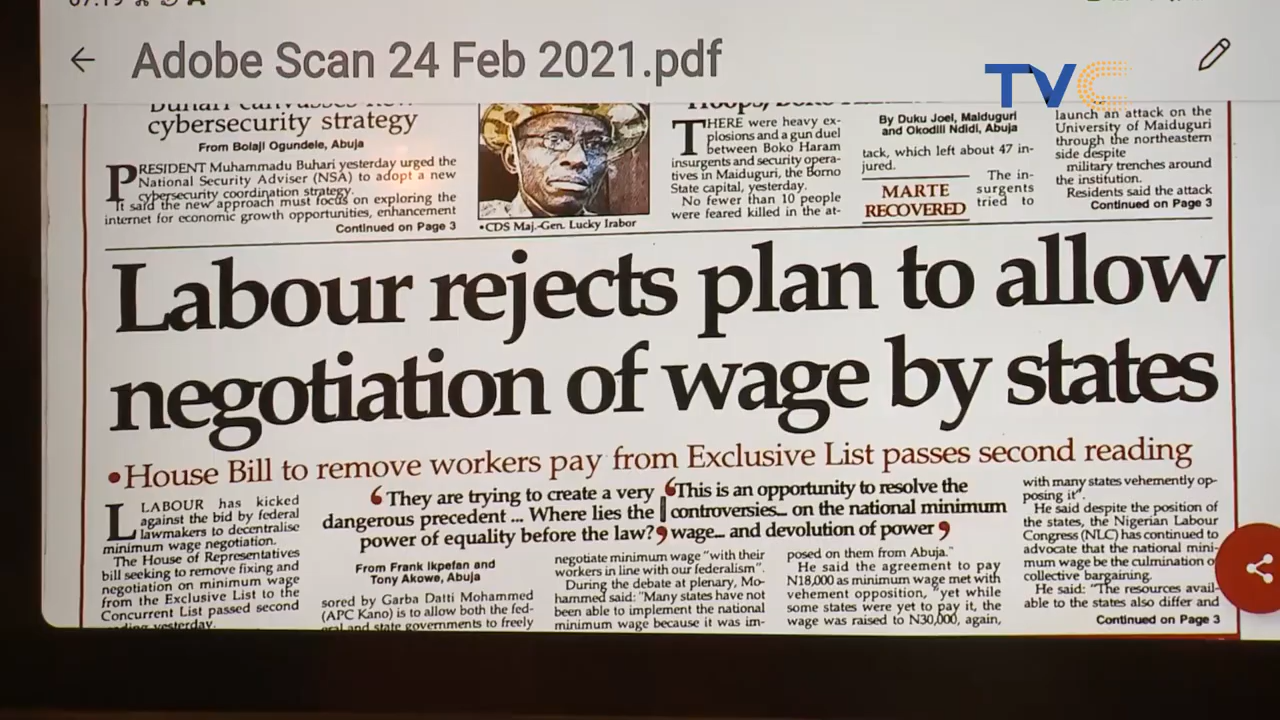 07:19
Adobe Scan 24 Feb 2021.pdf
TVC
Buhari canvasses new
cybersecurity strategy
From Bolaji Ogundele, Abuja
PRESIDENT Muhammadu Buhari yesterday urged the
National Security Adviser (NSA) to adopt a new
cybersecurity coordination strategy.
It said the new approach must focus on exploring the
internet for economic growth opportunities, enhancement
Continued on Page 3
•CDS Maj.-Gen. Lucky Irabor
Troops, Boko
THERE were heavy ex-
plosions and a gun duel
between Boko Haram
insurgents and security opera-
tives in Maiduguri, the Borno
State capital, yesterday.
No fewer than 10 people
were feared killed in the at-
By Duku Joel, Maiduguri
and Okodili Ndidi, Abuja
tack, which left about 47 in-
jured.
MARTE
RECOVERED
The in-
surgents
tried to
launch an attack on the
University of Maiduguri
through the northeastern
side despite
military trenches around
the institution.
Residents said the attack
Continued on Page 3
Labour rejects plan to allow
negotiation of wage by states
•House Bill to remove workers pay from Exclusive List passes second reading
LABOUR has kicked
against the bid by federal
lawmakers to decentralise
minimum wage negotiation.
The House of Representatives
bill seeking to remove fixing and
negotiation on minimum wage
from the Exclusive List to the
Concurrent List passed second
reading yesterday.
‘They are trying to create a very
dangerous precedent ... Where lies the
power of equality before the law?’
‘This is an opportunity to resolve the
controversies... on the national minimum
wage... and devolution of power’
From Frank Ikpefan and
Tony Akowe, Abuja
sored by Garba Datti Mohammed
(APC Kano) is to allow both the fed-
eral and state governments to freely
negotiate minimum wage "with their
workers in line with our federalism".
During the debate at plenary, Mo-
hammed said: "Many states have not
been able to implement the national
minimum wage because it was im-
posed on them from Abuja."
He said the agreement to pay
N18,000 as minimum wage met with
vehement opposition, "yet while
some states were yet to pay it, the
wage was raised to N30,000, again,
with many states vehemently op-
posing it".
He said despite the position of
the states, the Nigerian Labour
Congress (NLC) has continued to
advocate that the national mini-
mum wage be the culmination of
collective bargaining.
He said: "The resources avail-
able to the states also differ and
Continued on Page 3